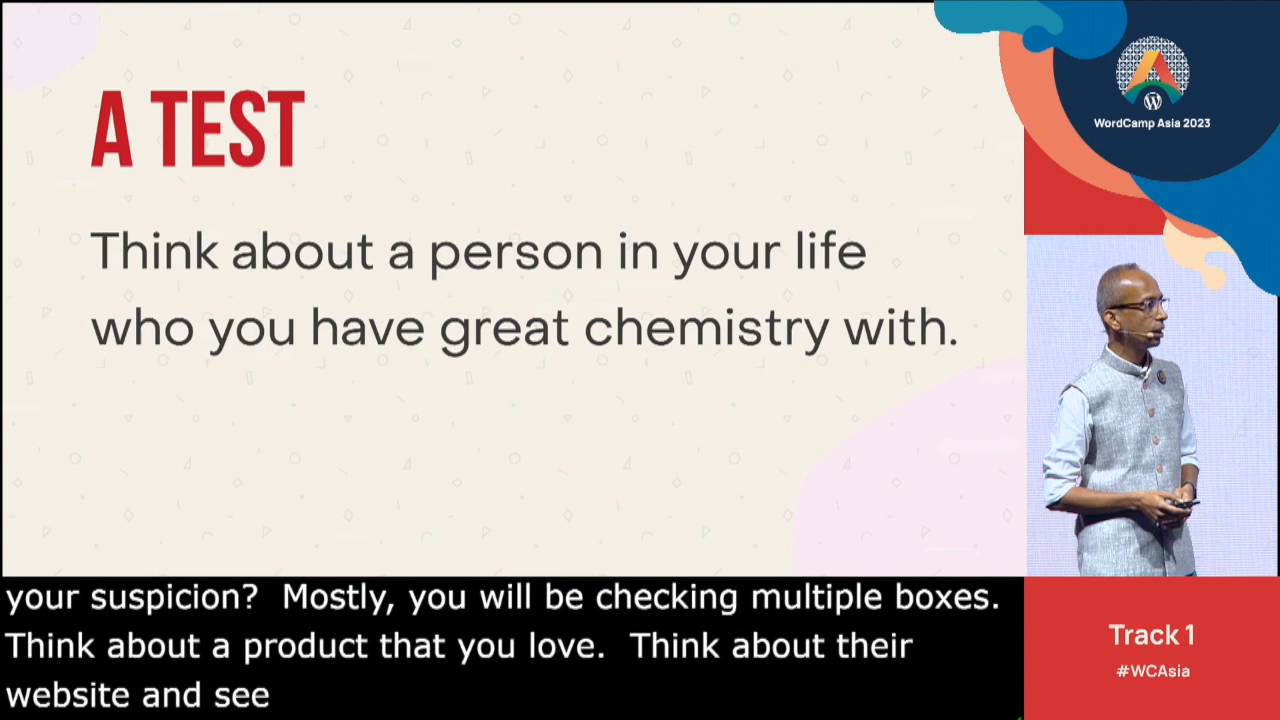 A TEST
Think about a person in your life
who you have great chemistry with.
WordCamp Asia 2023
your suspicion?  Mostly, you will be checking multiple boxes.
Think about a product that you love.  Think about their
website and see
Track 1
#WCAsia